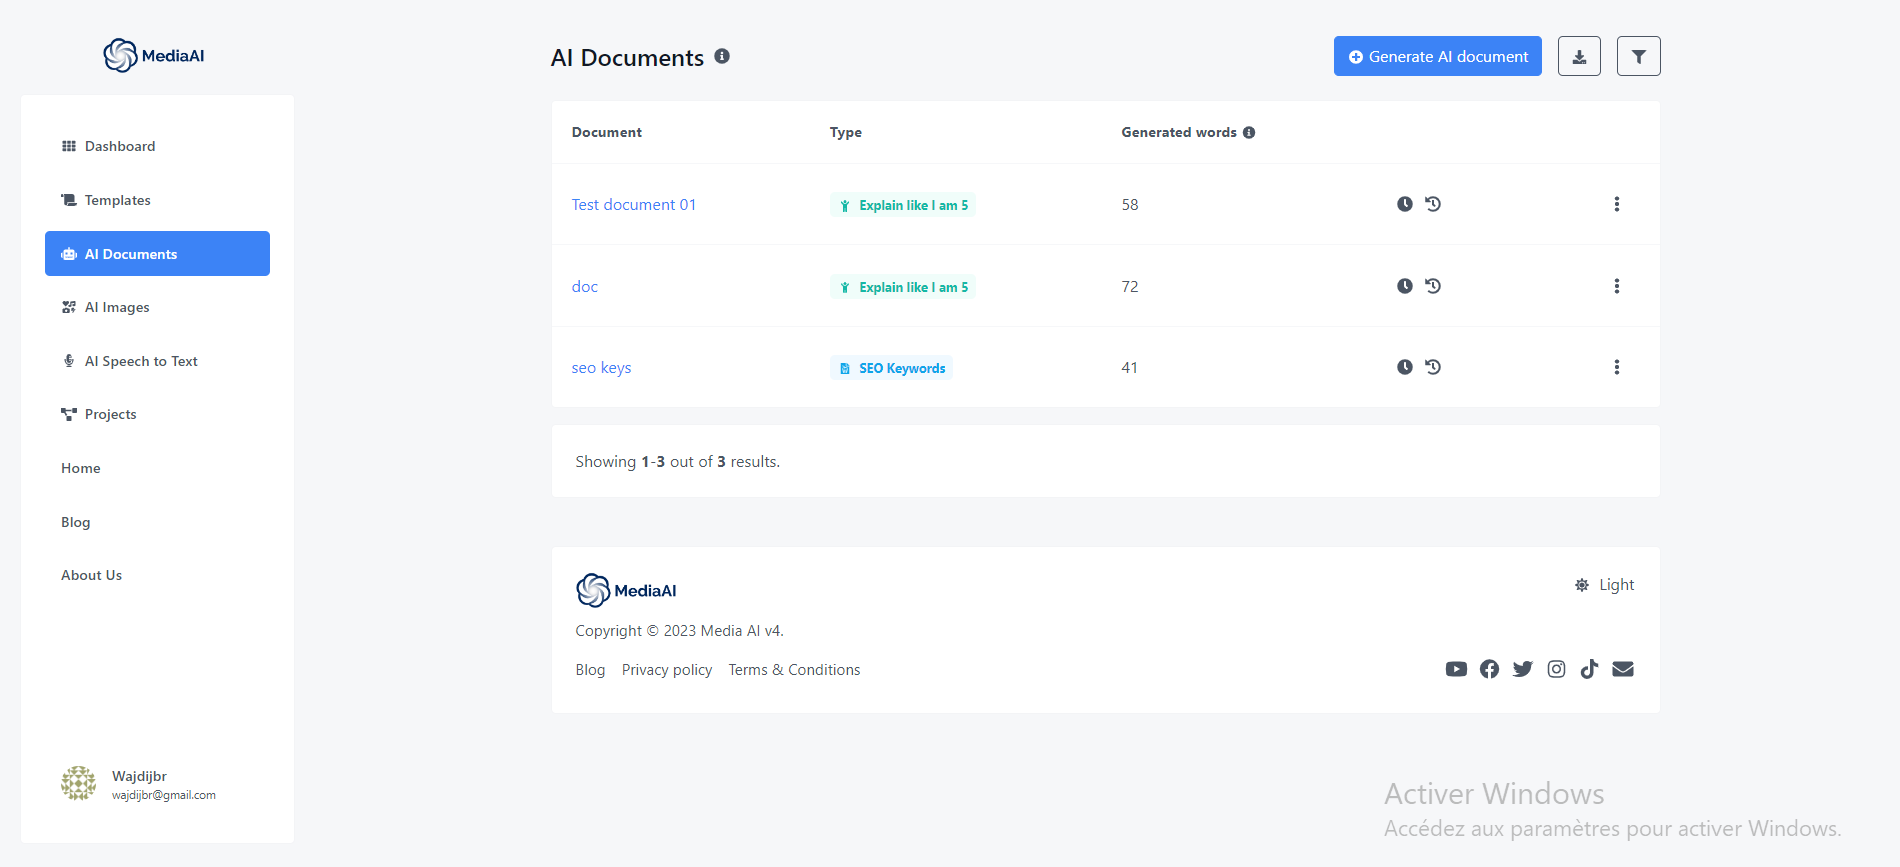 MediaAI
Dashboard
Templates
AI Documents
AI Images
AI Speech to Text
Projects
Home
Blog
About Us
Wajdijbr
wajdijbr@gmail.com
AI Documents
Generate AI document
Document Type Generated words
Test document 01 Explain like I am 5 58
doc Explain like I am 5 72
seo keys SEO Keywords 41
Showing 1-3 out of 3 results.
MediaAI
Light
Copyright © 2023 Media AI v4.
Blog Privacy policy Terms & Conditions
Activer Windows
Accédez aux paramètres pour activer Windows.